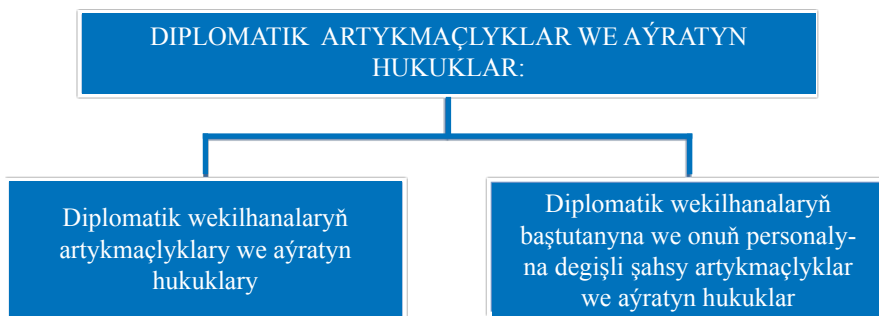 DIPLOMATIK ARTYKMAÇLYKLAR WE AÝRATYN
HUKUKLAR:
Diplomatik wekilhanalaryň
artykmaçlyklary we aýratyn
hukuklary
Diplomatik wekilhanalaryň
baştutanyna we onuň personaly-
na degişli şahsy artykmaçlyklar
we aýratyn hukuklar